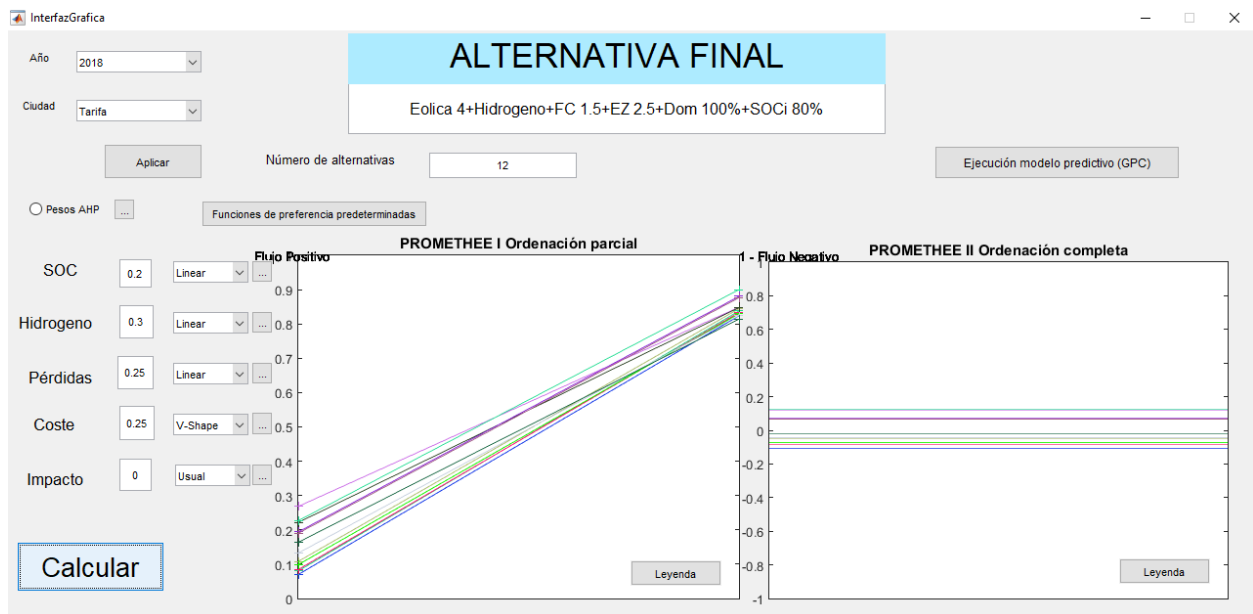 InterfazGrafica
Año
2018
ALTERNATIVA FINAL
Ciudad
Tarifa
Eolica 4+Hidrogeno+FC 1.5+EZ 2.5+Dom 100%+SOCi 80%
Aplicar
Número de alternativas
12
Ejecución modelo predictivo (GPC)
Pesos AHP
...
Funciones de preferencia predeterminadas
SOC
0.2
Linear
...
Hidrogeno
0.3
Linear
...
Pérdidas
0.25
Linear
...
Coste
0.25
V-Shape
...
Impacto
0
Usual
...
Calcular
PROMETHEE I Ordenación parcial
Flujo Positivo
1 - Flujo Negativo
0.9
0.8
0.7
0.6
0.5
0.4
0.3
0.2
0.1
0
Leyenda
PROMETHEE II Ordenación completa
1
0.8
0.6
0.4
0.2
0
-0.2
-0.4
-0.6
-0.8
-1
Leyenda